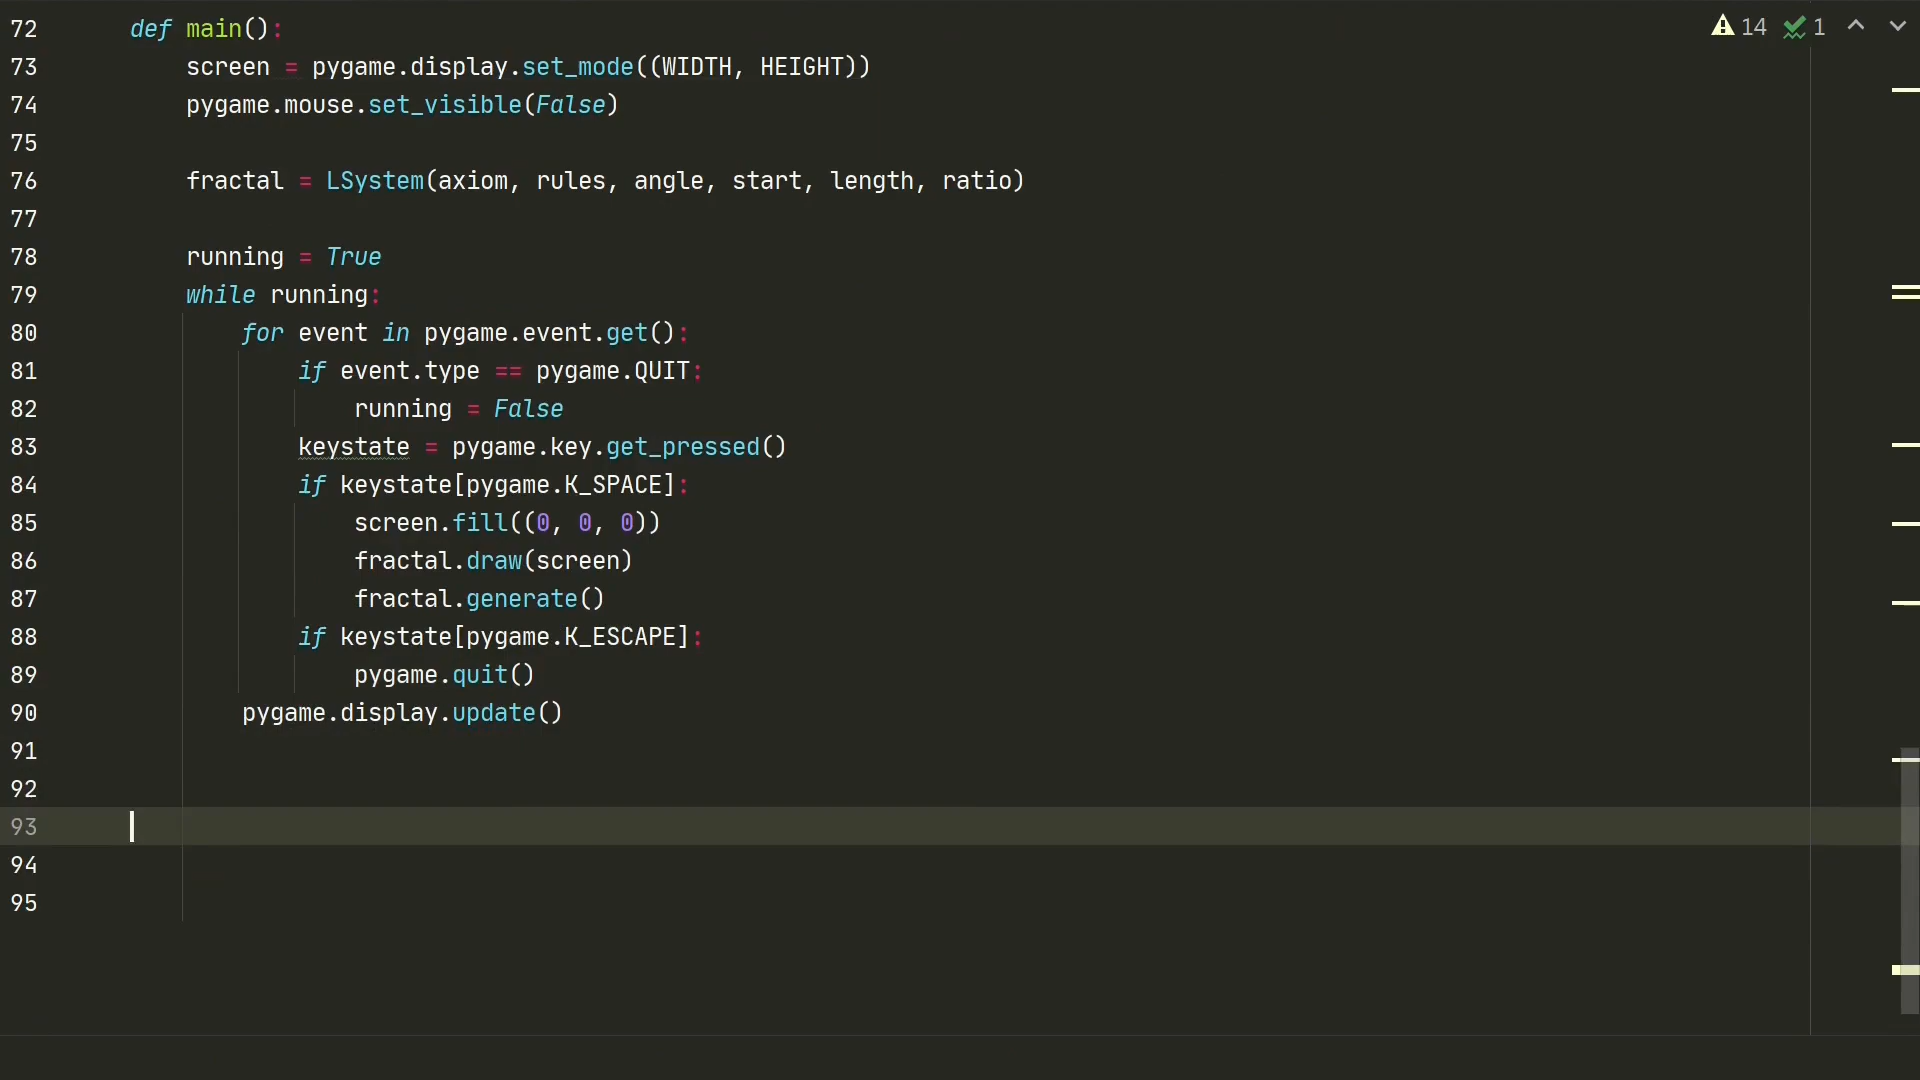 72 def main():
73 screen = pygame.display.set_mode((WIDTH, HEIGHT))
74 pygame.mouse.set_visible(False)
75
76 fractal = LSystem(axiom, rules, angle, start, length, ratio)
77
78 running = True
79 while running:
80 for event in pygame.event.get():
81 if event.type == pygame.QUIT:
82 running = False
83 keystate = pygame.key.get_pressed()
84 if keystate[pygame.K_SPACE]:
85 screen.fill((0, 0, 0))
86 fractal.draw(screen)
87 fractal.generate()
88 if keystate[pygame.K_ESCAPE]:
89 pygame.quit()
90 pygame.display.update()
91
92
93
94
95
14 1